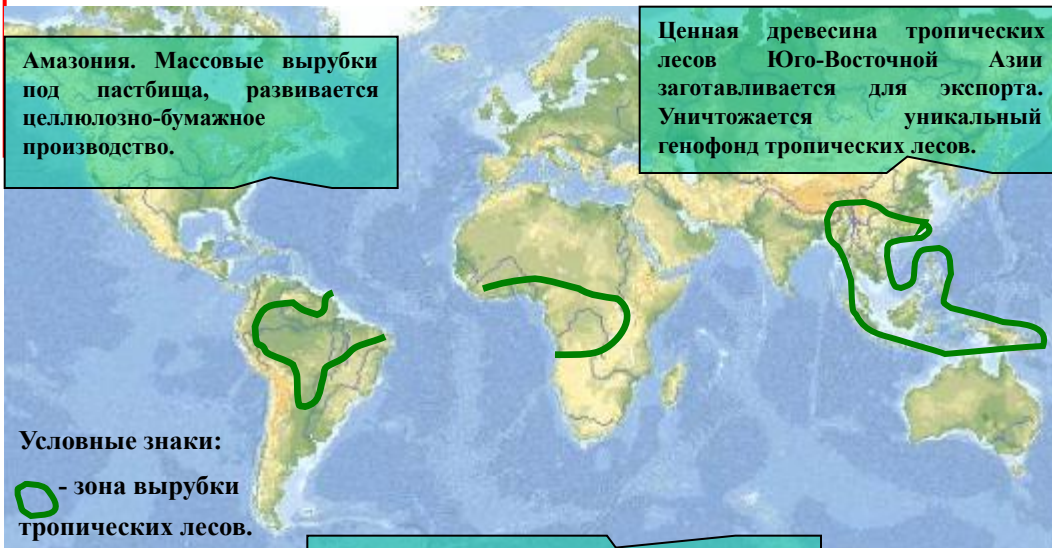 Амазония. Массовые вырубки
под пастбища, развивается
целлюлозно-бумажное
производство.
Ценная древесина тропических
лесов Юго-Восточной Азии
заготавливается для экспорта.
Уничтожается уникальный
генофонд тропических лесов.
Условные знаки:
- зона вырубки
тропических лесов.